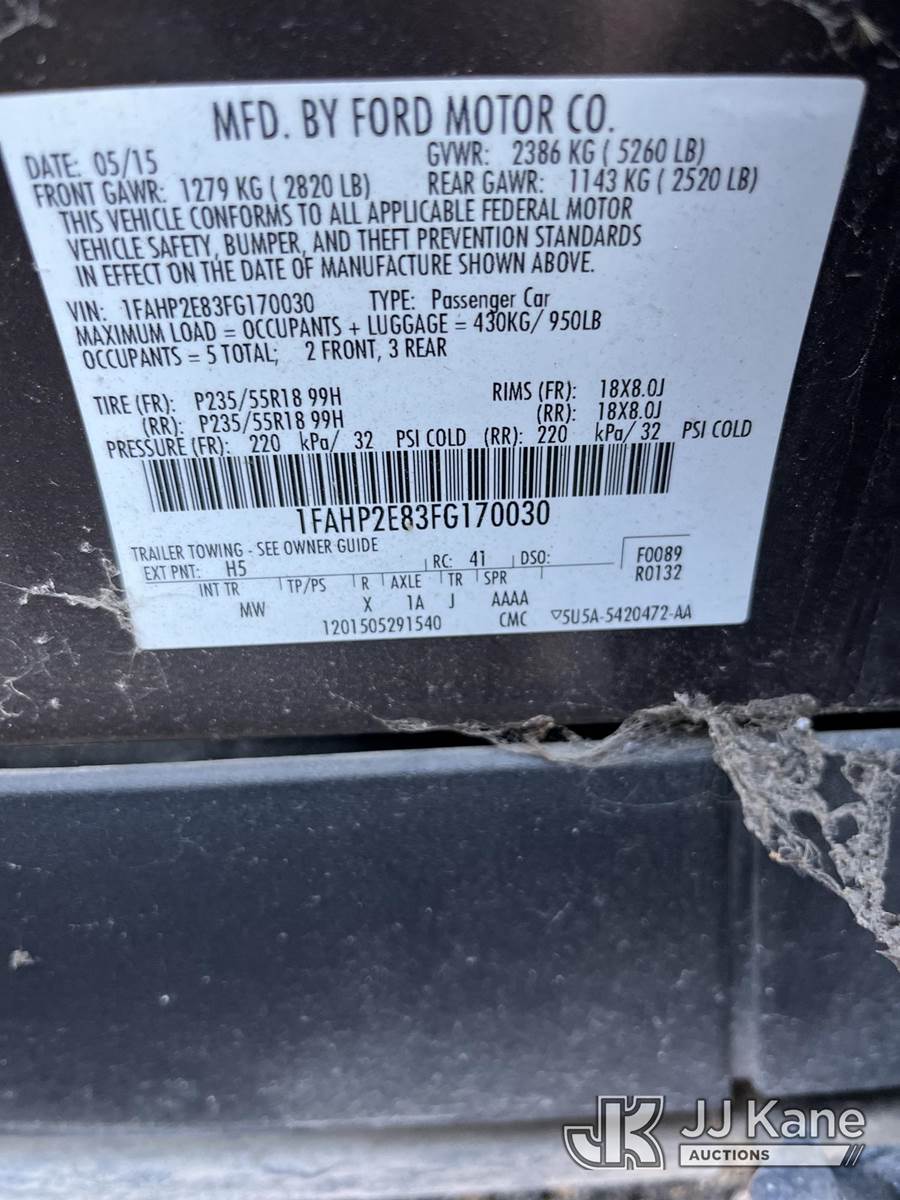 MFD. BY FORD MOTOR CO.
DATE: 05/15 GVWR: 2386 KG ( 5260 LB)
FRONT GAWR: 1279 KG ( 2820 LB) REAR GAWR: 1143 KG ( 2520 LB)
THIS VEHICLE CONFORMS TO ALL APPLICABLE FEDERAL MOTOR
VEHICLE SAFETY, BUMPER, AND THEFT PREVENTION STANDARDS
IN EFFECT ON THE DATE OF MANUFACTURE SHOWN ABOVE.
VIN: 1FAHP2E83FG170030 TYPE: Passenger Car
MAXIMUM LOAD = OCCUPANTS + LUGGAGE = 430KG/ 950LB
OCCUPANTS = 5 TOTAL; 2 FRONT, 3 REAR
TIRE (FR): P235/55R18 99H RIMS (FR): 18X8.0J
(RR): P235/55R18 99H (RR): 18X8.0J
PRESSURE (FR): 220 kPa/ 32 PSI COLD (RR): 220 kPa/ 32 PSI COLD
1FAHP2E83FG170030
TRAILER TOWING - SEE OWNER GUIDE
EXT PNT: H5 RC: 41 DSO: F0089
INT TR TP/PS R AXLE TR SPR R0132
MW X 1A J AAAA
1201505291540 CMC ▽5U5A-5420472-AA
JK JJ Kane
AUCTIONS